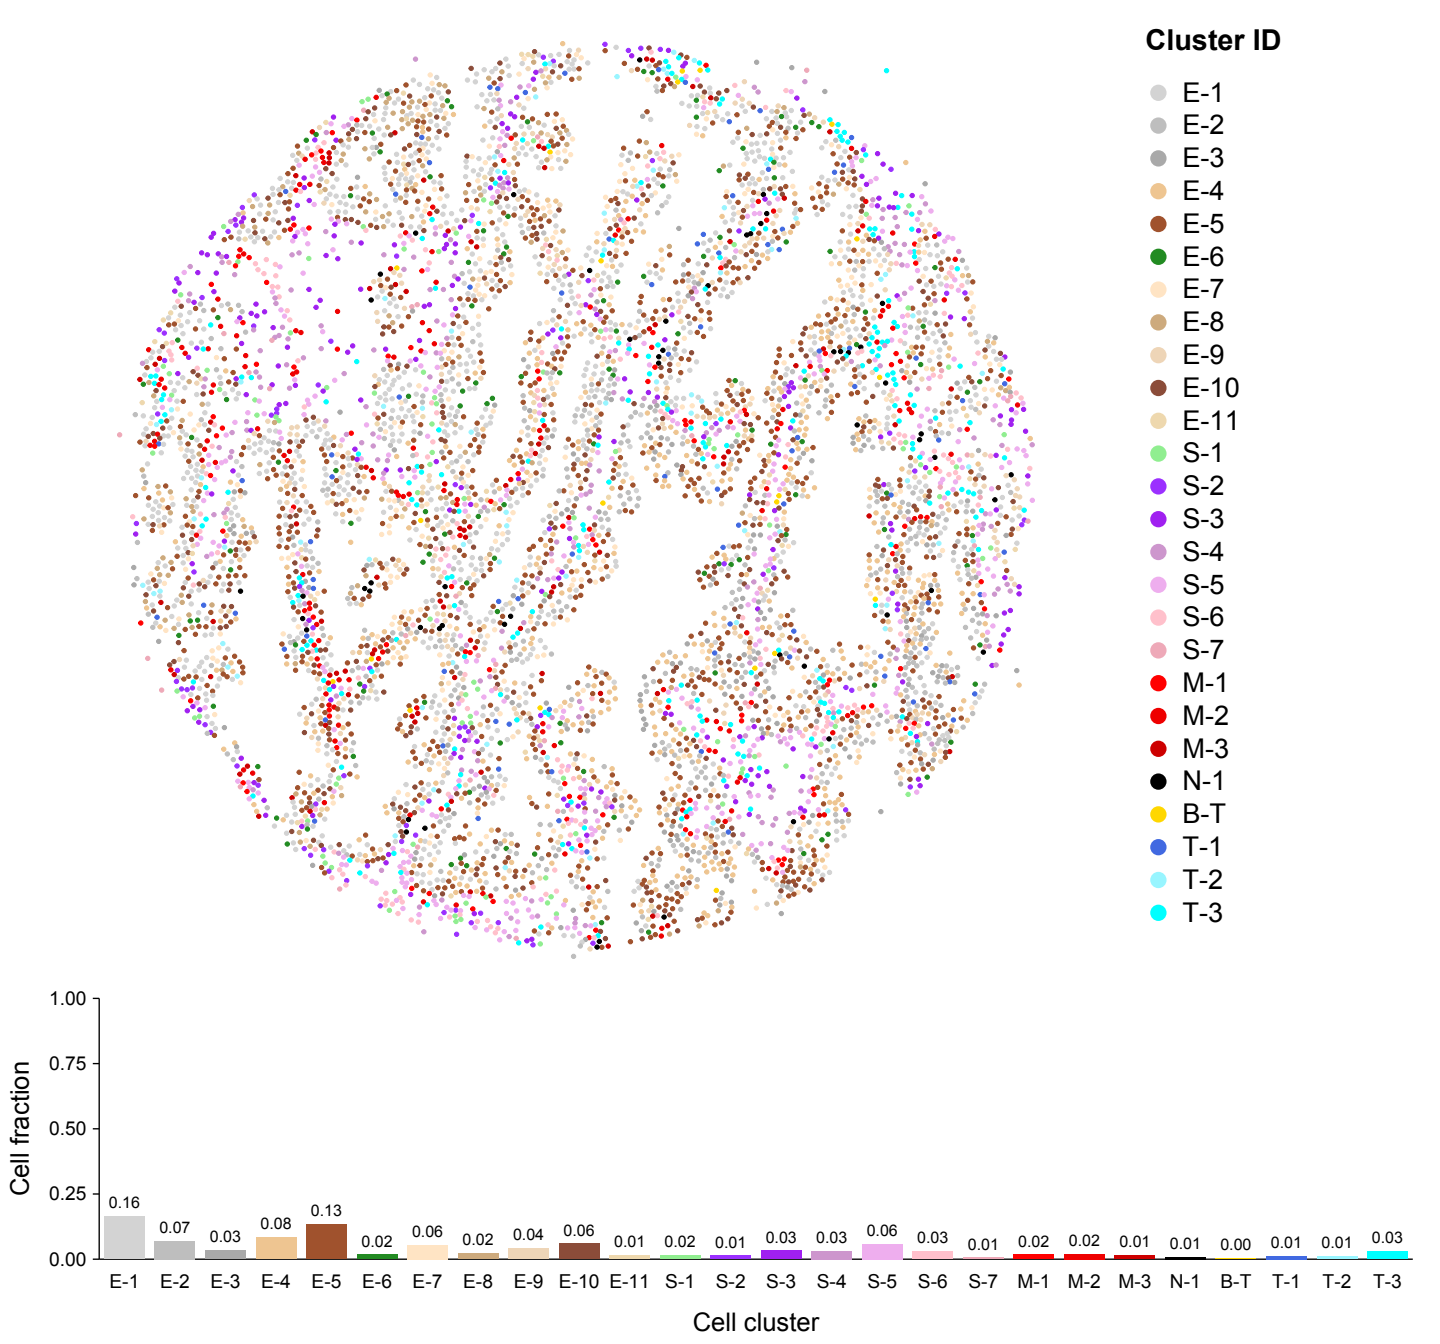 Cluster ID
E-1
E-2
E-3
E-4
E-5
E-6
E-7
E-8
E-9
E-10
E-11
S-1
S-2
S-3
S-4
S-5
S-6
S-7
M-1
M-2
M-3
N-1
B-T
T-1
T-2
T-3
Cell fraction
1.00
0.75
0.50
0.25
0.00
0.16 0.07 0.03 0.08 0.13 0.02 0.06 0.02 0.04 0.06 0.01 0.02 0.01 0.03 0.03 0.06 0.03 0.01 0.02 0.02 0.01 0.01 0.00 0.01 0.01 0.03
E-1 E-2 E-3 E-4 E-5 E-6 E-7 E-8 E-9 E-10 E-11 S-1 S-2 S-3 S-4 S-5 S-6 S-7 M-1 M-2 M-3 N-1 B-T T-1 T-2 T-3
Cell cluster